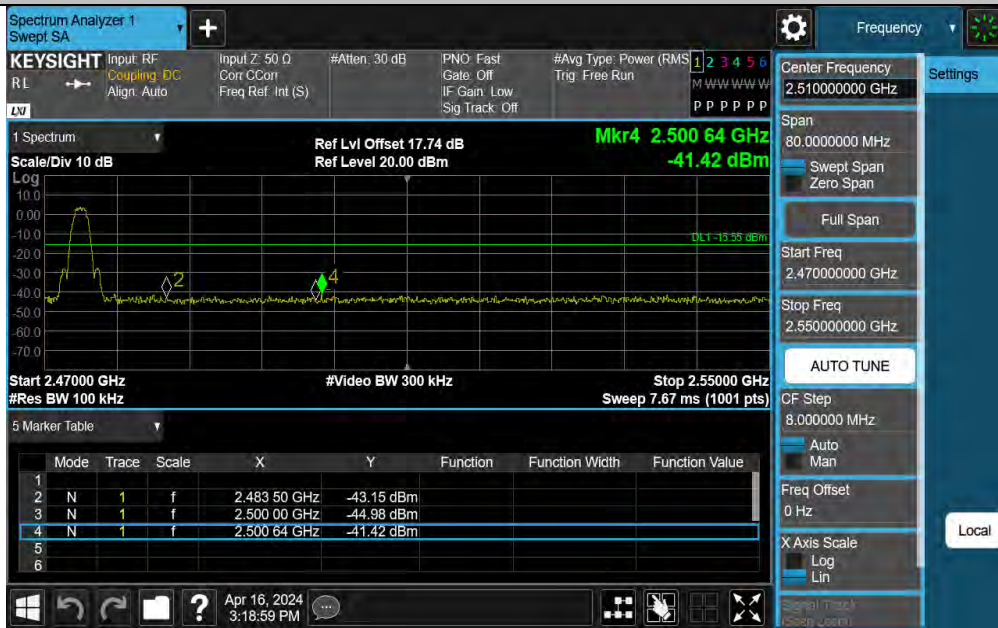 Spectrum Analyzer 1
Swept SA
+
Frequency
KEYSIGHT
RL
LXI
Input: RF
Coupling: DC
Align: Auto
Input Z: 50 Ω
Corr CCorr
Freq Ref: Int (S)
#Atten: 30 dB
PNO: Fast
Gate: Off
IF Gain: Low
Sig Track: Off
#Avg Type: Power (RMS
Trig: Free Run
1 2 3 4 5 6
M W W W W W
P P P P P P
1 Spectrum
Scale/Div 10 dB
Ref Lvl Offset 17.74 dB
Ref Level 20.00 dBm
Mkr4 2.500 64 GHz
-41.42 dBm
Log
10.0
0.00
-10.0
-20.0
-30.0
-40.0
-50.0
-60.0
-70.0
DL1 -15.55 dBm
2
4
Start 2.47000 GHz
#Video BW 300 kHz
Stop 2.55000 GHz
#Res BW 100 kHz
Sweep 7.67 ms (1001 pts)
5 Marker Table
Mode Trace Scale X Y Function Function Width Function Value
1
2 N 1 f 2.483 50 GHz -43.15 dBm
3 N 1 f 2.500 00 GHz -44.98 dBm
4 N 1 f 2.500 64 GHz -41.42 dBm
5
6
?
Apr 16, 2024
3:18:59 PM
Center Frequency
2.510000000 GHz
Settings
Span
80.0000000 MHz
Swept Span
Zero Span
Full Span
Start Freq
2.470000000 GHz
Stop Freq
2.550000000 GHz
AUTO TUNE
CF Step
8.000000 MHz
Auto
Man
Freq Offset
0 Hz
X Axis Scale
Log
Lin
Local
Signal Track
(Span Zoom)